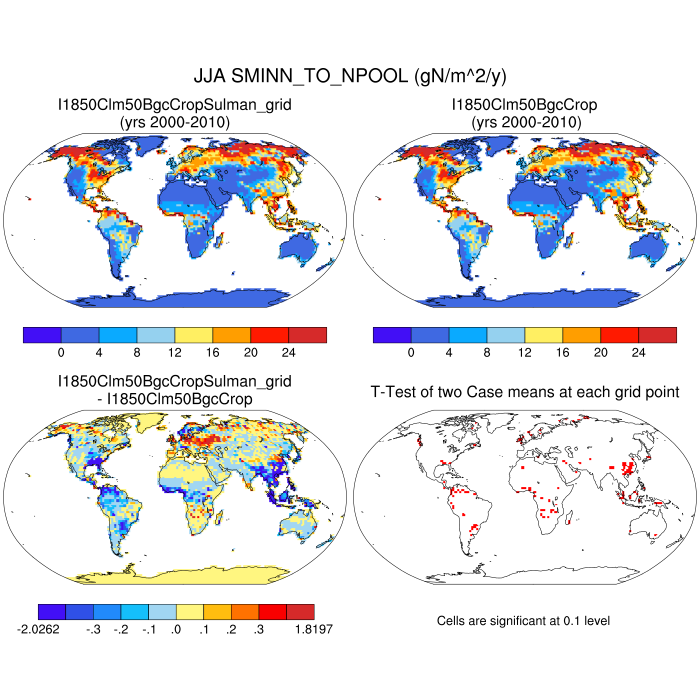 JJA SMINN_TO_NPOOL (gN/m^2/y)
I1850Clm50BgcCropSulman_grid
(yrs 2000-2010)
I1850Clm50BgcCrop
(yrs 2000-2010)
0 4 8 12 16 20 24
0 4 8 12 16 20 24
I1850Clm50BgcCropSulman_grid
- I1850Clm50BgcCrop
T-Test of two Case means at each grid point
-2.0262 -.3 -.2 -.1 .0 .1 .2 .3 1.8197
Cells are significant at 0.1 level